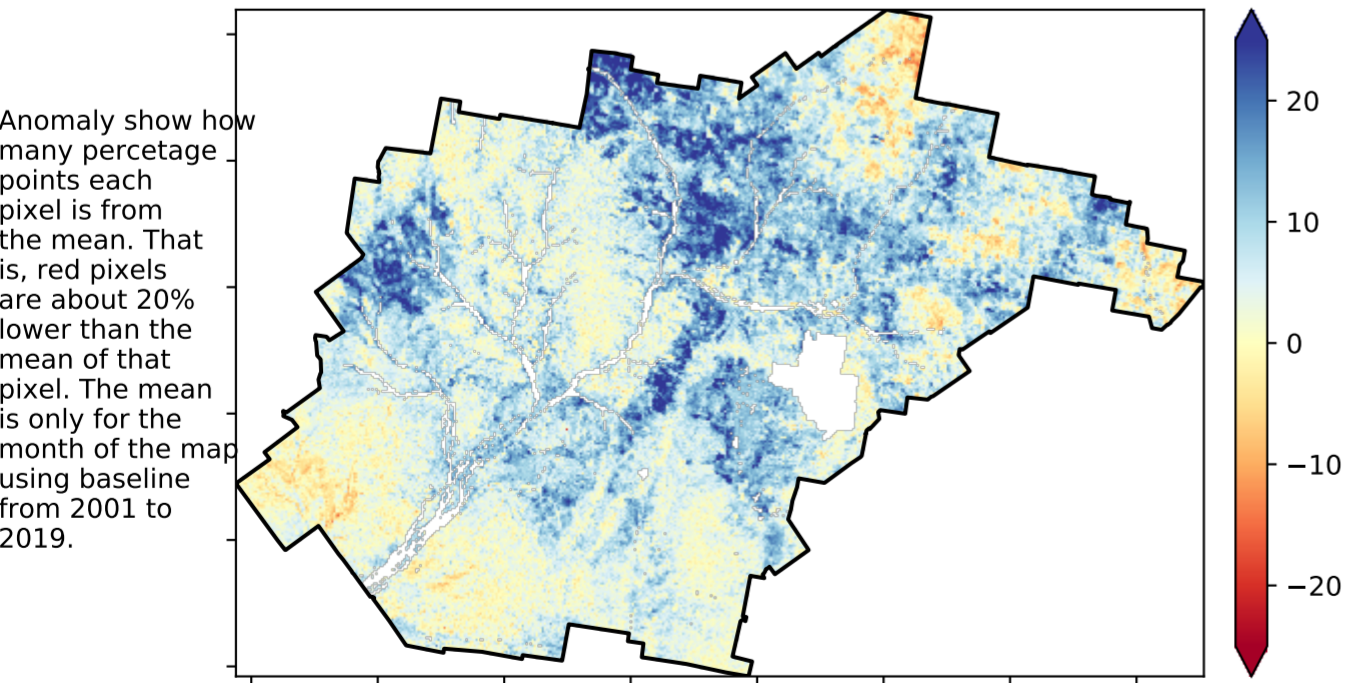 Anomaly show how
many percetage
points each
pixel is from
the mean. That
is, red pixels
are about 20%
lower than the
mean of that
pixel. The mean
is only for the
month of the map
using baseline
from 2001 to
2019.
20
10
0
−10
−20